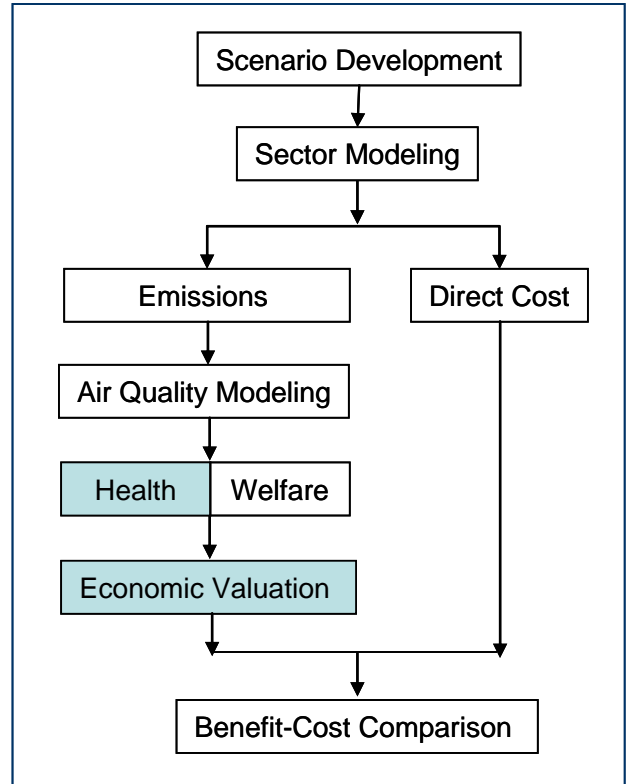 Scenario Development
Sector Modeling
Emissions
Direct Cost
Air Quality Modeling
Health
Welfare
Economic Valuation
Benefit-Cost Comparison